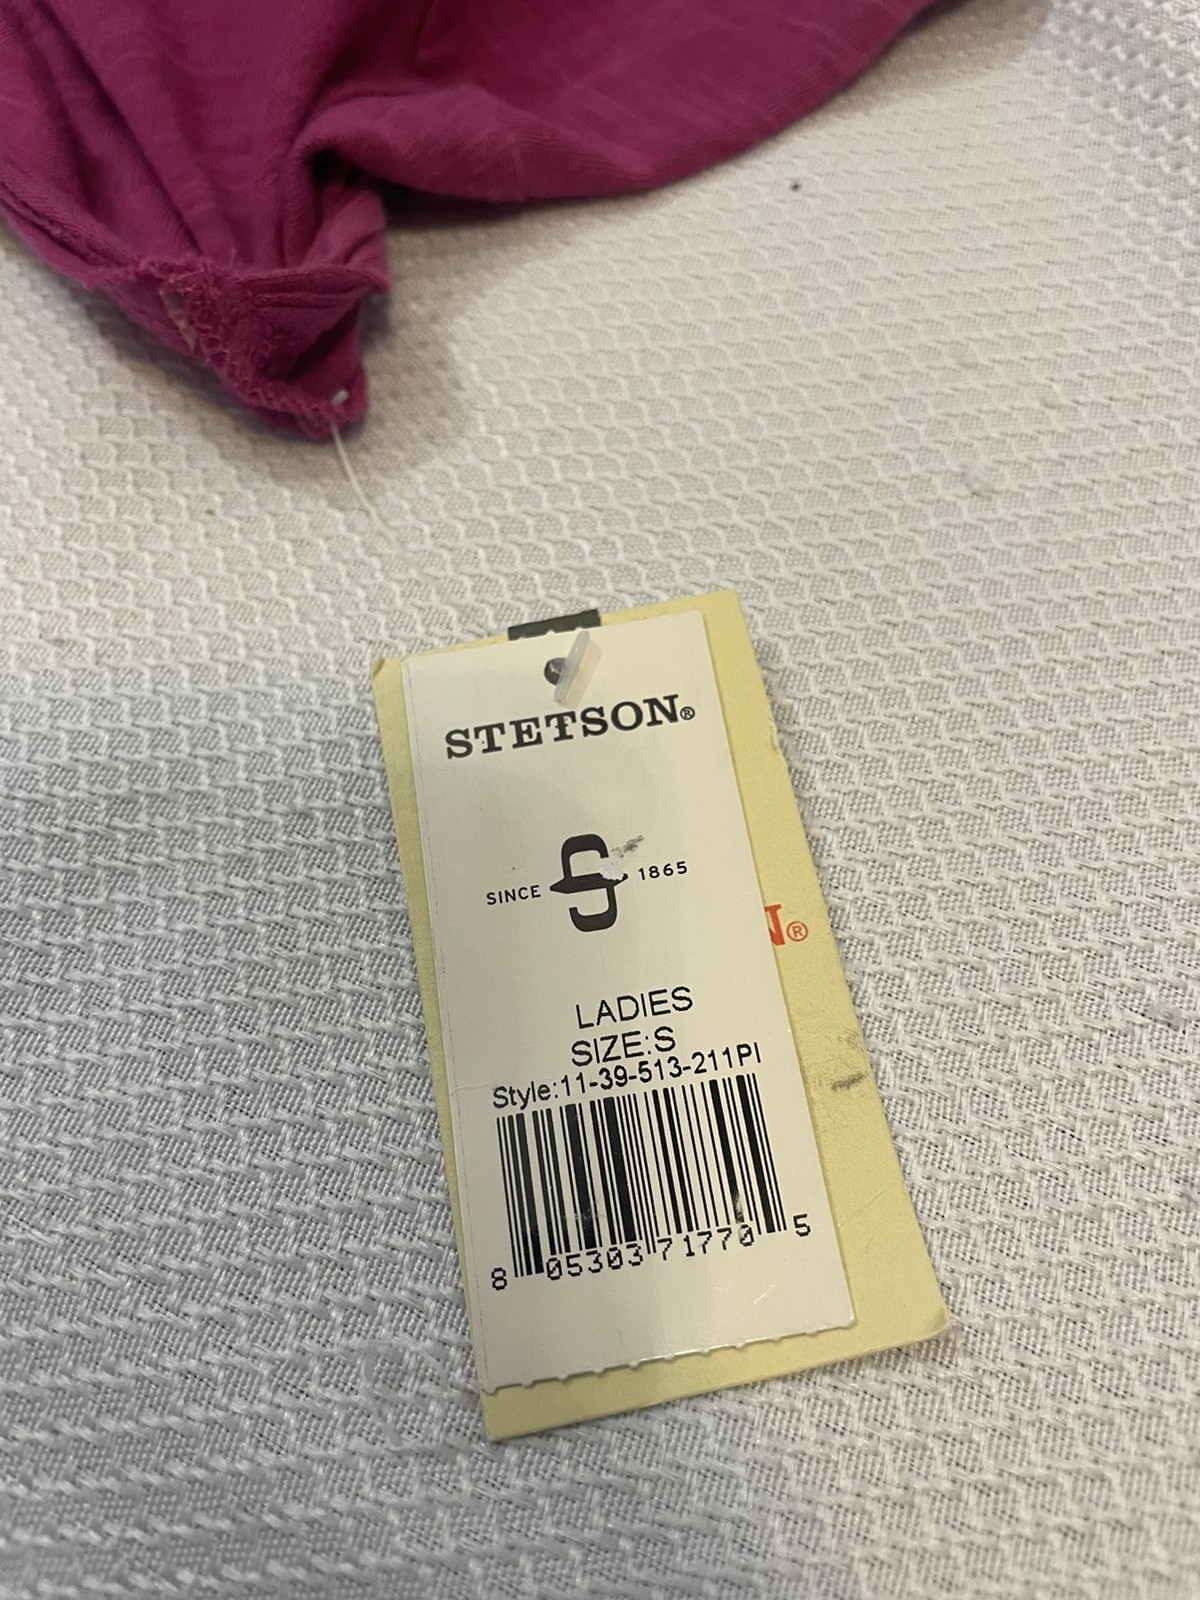 STETSON®
SINCE S 1865
N®
LADIES
SIZE:S
Style:11-39-513-211PI
8 05303 71770 5